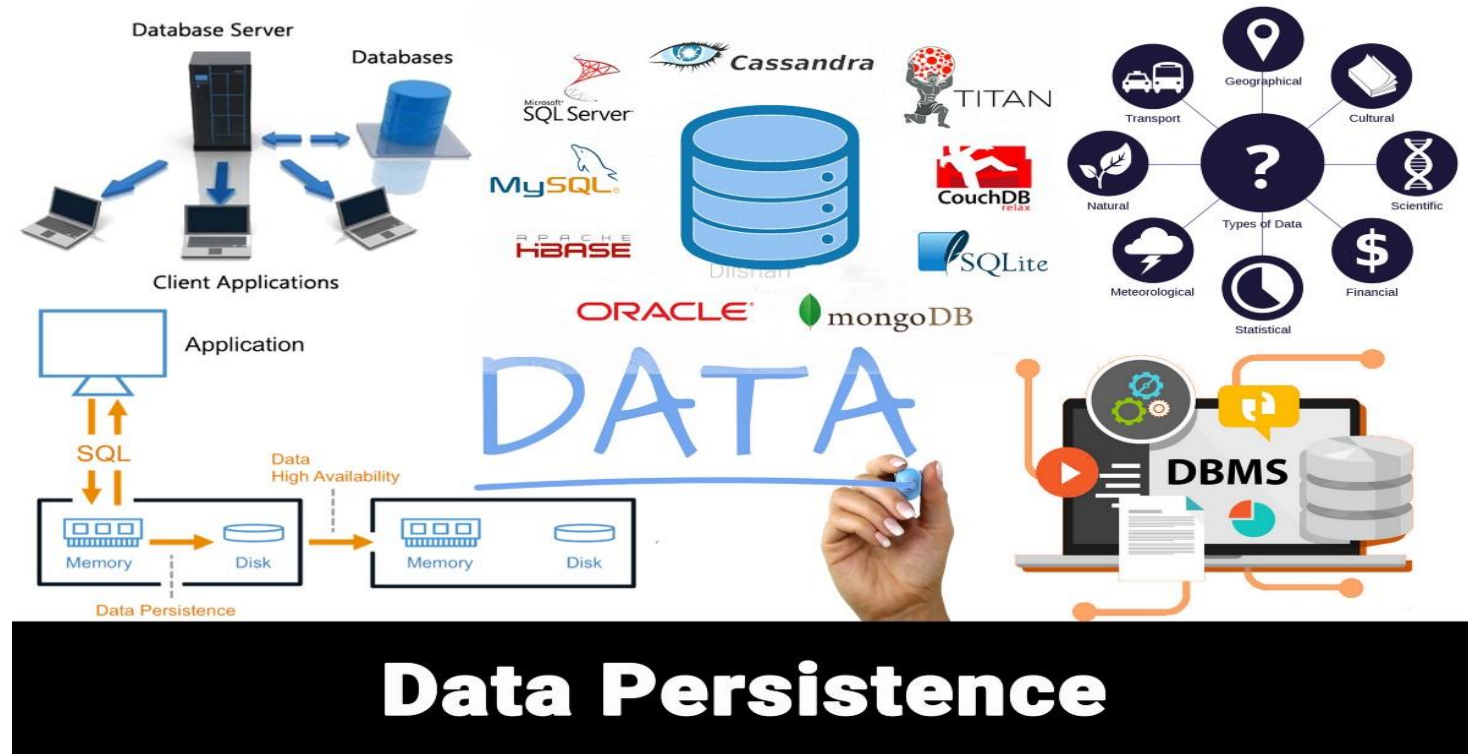 Database Server
Databases
Client Applications
Microsoft®
SQL Server
Cassandra
TITAN
MySQL®
CouchDB
relax
APACHE
HBASE
SQLite
Dilshan
ORACLE®
mongoDB
Geographical
Transport
Cultural
?
Types of Data
Natural
Scientific
Meteorological
$
Financial
Statistical
Application
SQL
Data
High Availability
Memory
Disk
Memory
Disk
Data Persistence
DATA
DBMS
Data Persistence